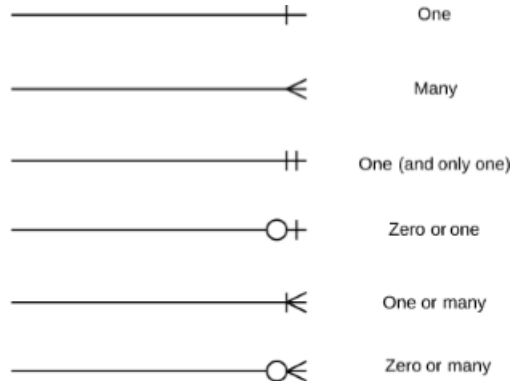 One
Many
One (and only one)
Zero or one
One or many
Zero or many